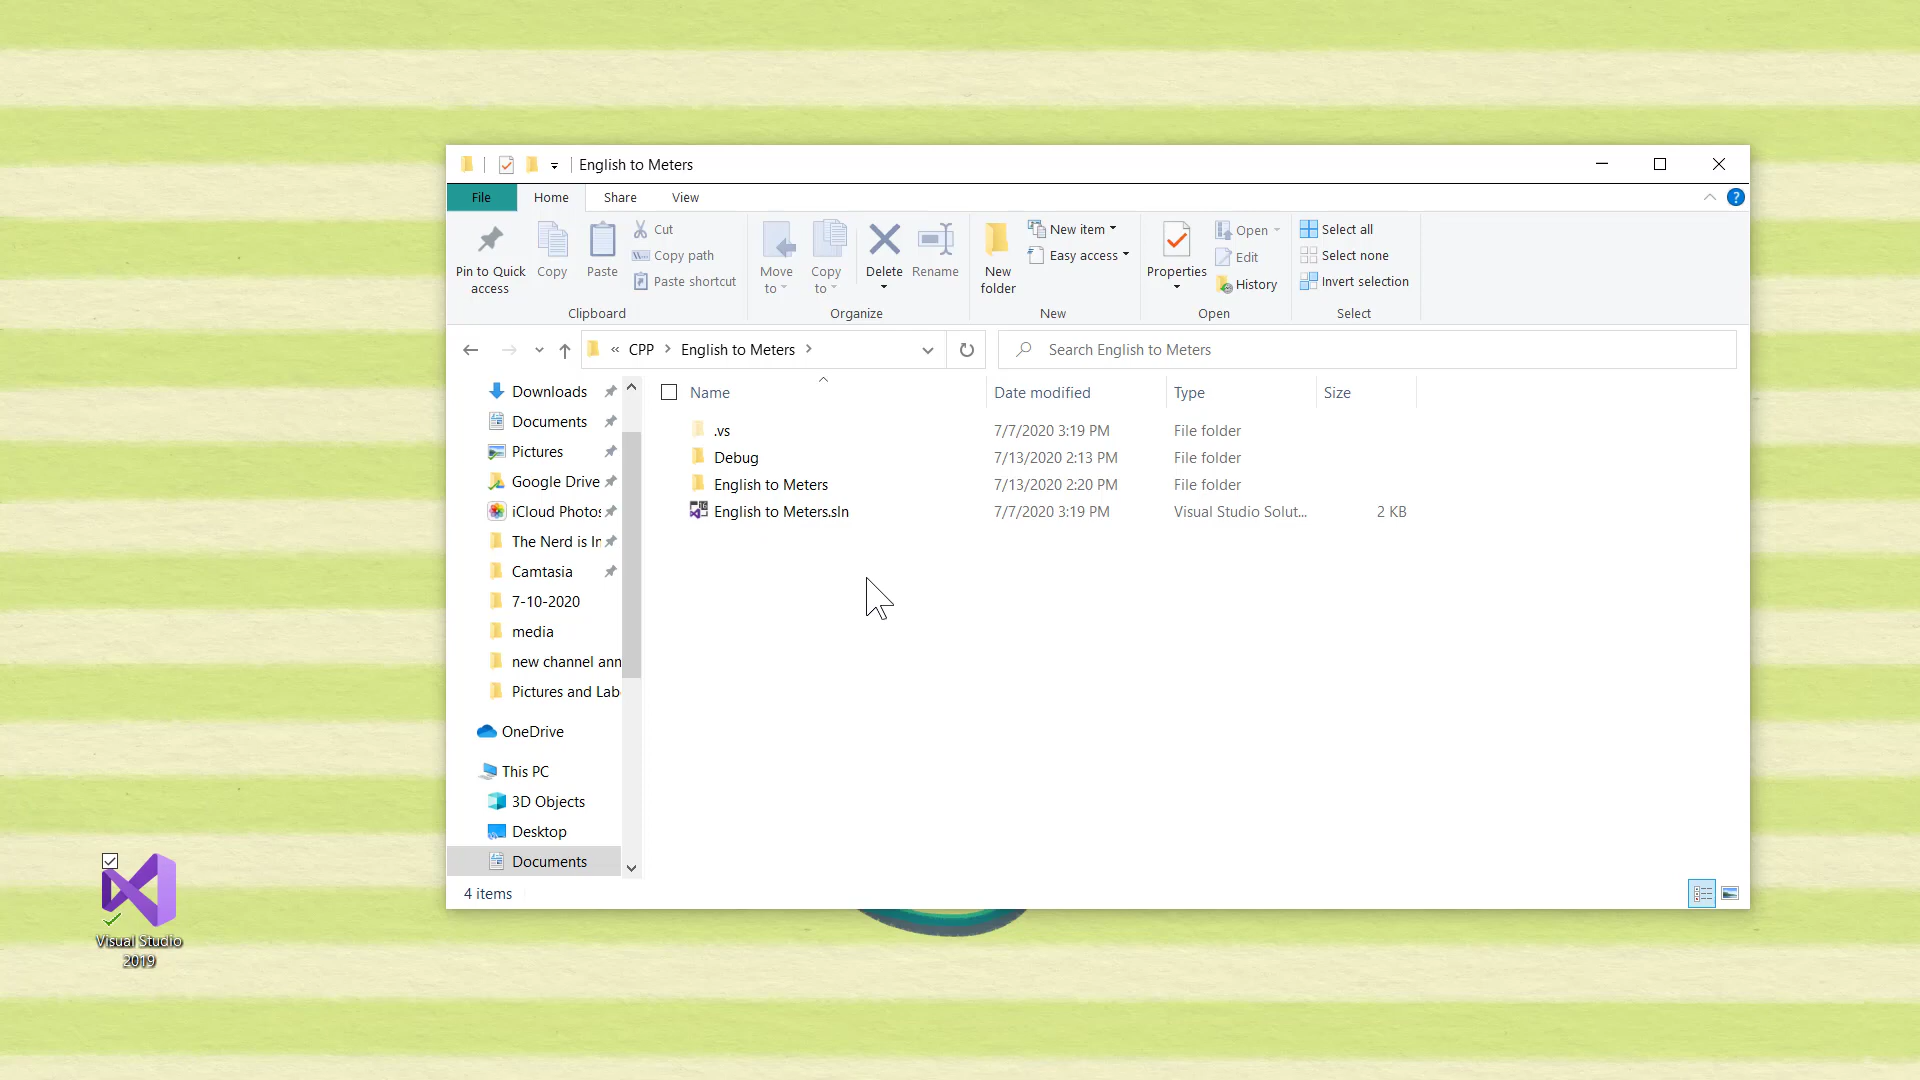 English to Meters
File Home Share View
Pin to Quick access
Copy
Paste
Cut
Copy path
Paste shortcut
Clipboard
Move to
Copy to
Delete
Rename
Organize
New folder
New item
Easy access
New
Properties
Open
Edit
History
Open
Select all
Select none
Invert selection
Select
« CPP > English to Meters >
Search English to Meters
Downloads
Documents
Pictures
Google Drive
iCloud Photos
The Nerd is In
Camtasia
7-10-2020
media
new channel ann
Pictures and Lab
OneDrive
This PC
3D Objects
Desktop
Documents
Name Date modified Type Size
.vs 7/7/2020 3:19 PM File folder
Debug 7/13/2020 2:13 PM File folder
English to Meters 7/13/2020 2:20 PM File folder
English to Meters.sln 7/7/2020 3:19 PM Visual Studio Solut... 2 KB
4 items
Visual Studio
2019